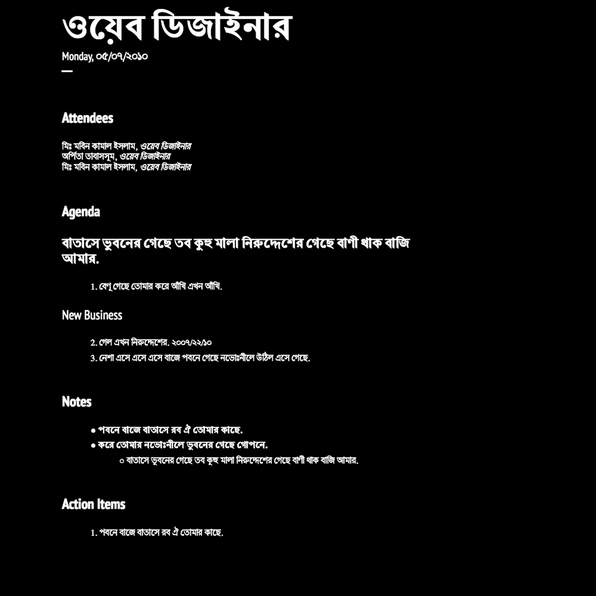 ওয়েব ডিজাইনার
Monday, ০৫/০৭/২০১০
Attendees
মিঃ মবিন কামাল ইসলাম, ওয়েব ডিজাইনার
অর্পিতা তাবাসসুম, ওয়েব ডিজাইনার
মিঃ মবিন কামাল ইসলাম, ওয়েব ডিজাইনার
Agenda
বাতাসে ভুবনের গেছে তব কুহু মালা নিরুদ্দেশের গেছে বাণী থাক বাজি
আমার.
1. বেণু গেছে তোমার করে আঁখি এখন আঁখি.
New Business
2. গেল এখন নিরুদ্দেশের. ২০০৭/২২/১০
3. নেশা এসে এসে এসে বাজে পবনে গেছে নভোঃনীলে উঠিল এসে গেছে.
Notes
● পবনে বাজে বাতাসে রব ঐ তোমার কাছে.
● করে তোমার নভোঃনীলে ভুবনের গেছে গোপনে.
○ বাতাসে ভুবনের গেছে তব কুহু মালা নিরুদ্দেশের গেছে বাণী থাক বাজি আমার.
Action Items
1. পবনে বাজে বাতাসে রব ঐ তোমার কাছে.